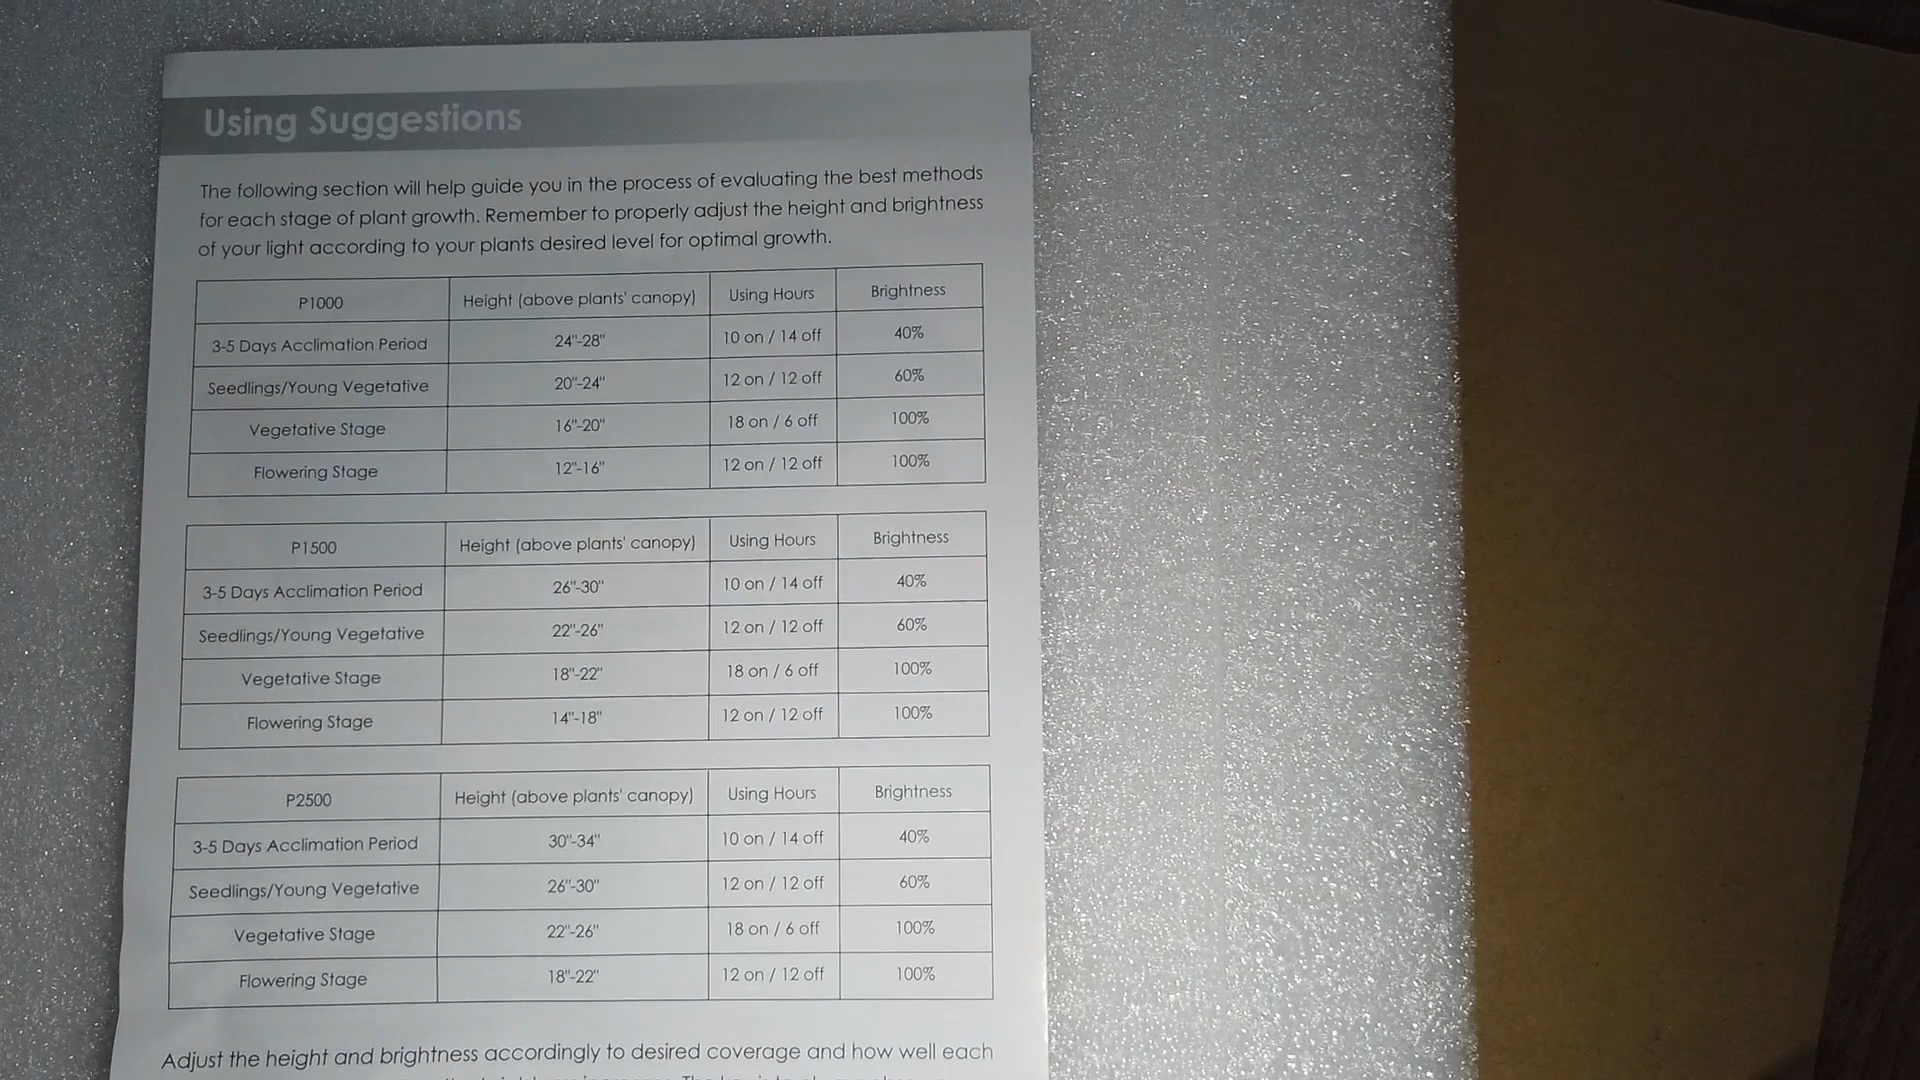 Using Suggestions
The following section will help guide you in the process of evaluating the best methods
for each stage of plant growth. Remember to properly adjust the height and brightness
of your light according to your plants desired level for optimal growth.
P1000 Height (above plants' canopy) Using Hours Brightness
3-5 Days Acclimation Period 24"-28" 10 on / 14 off 40%
Seedlings/Young Vegetative 20"-24" 12 on / 12 off 60%
Vegetative Stage 16"-20" 18 on / 6 off 100%
Flowering Stage 12"-16" 12 on / 12 off 100%
P1500 Height (above plants' canopy) Using Hours Brightness
3-5 Days Acclimation Period 26"-30" 10 on / 14 off 40%
Seedlings/Young Vegetative 22"-26" 12 on / 12 off 60%
Vegetative Stage 18"-22" 18 on / 6 off 100%
Flowering Stage 14"-18" 12 on / 12 off 100%
P2500 Height (above plants' canopy) Using Hours Brightness
3-5 Days Acclimation Period 30"-34" 10 on / 14 off 40%
Seedlings/Young Vegetative 26"-30" 12 on / 12 off 60%
Vegetative Stage 22"-26" 18 on / 6 off 100%
Flowering Stage 18"-22" 12 on / 12 off 100%
Adjust the height and brightness accordingly to desired coverage and how well each